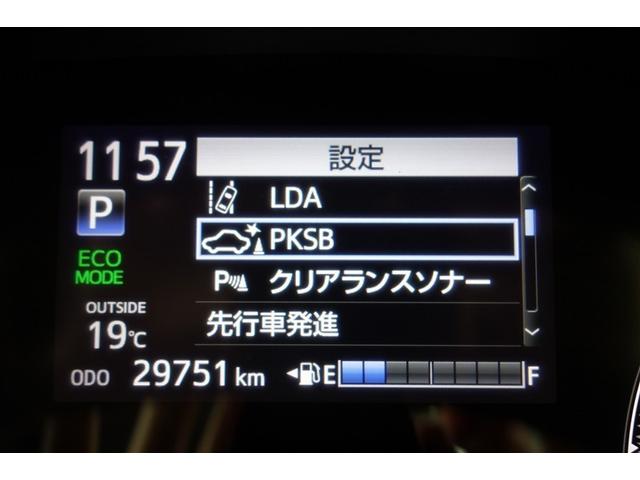 11 57
設定
P
LDA
PKSB
ECO
MODE
P クリアランスソナー
OUTSIDE
19℃
先行車発進
ODO 29751 km
E F